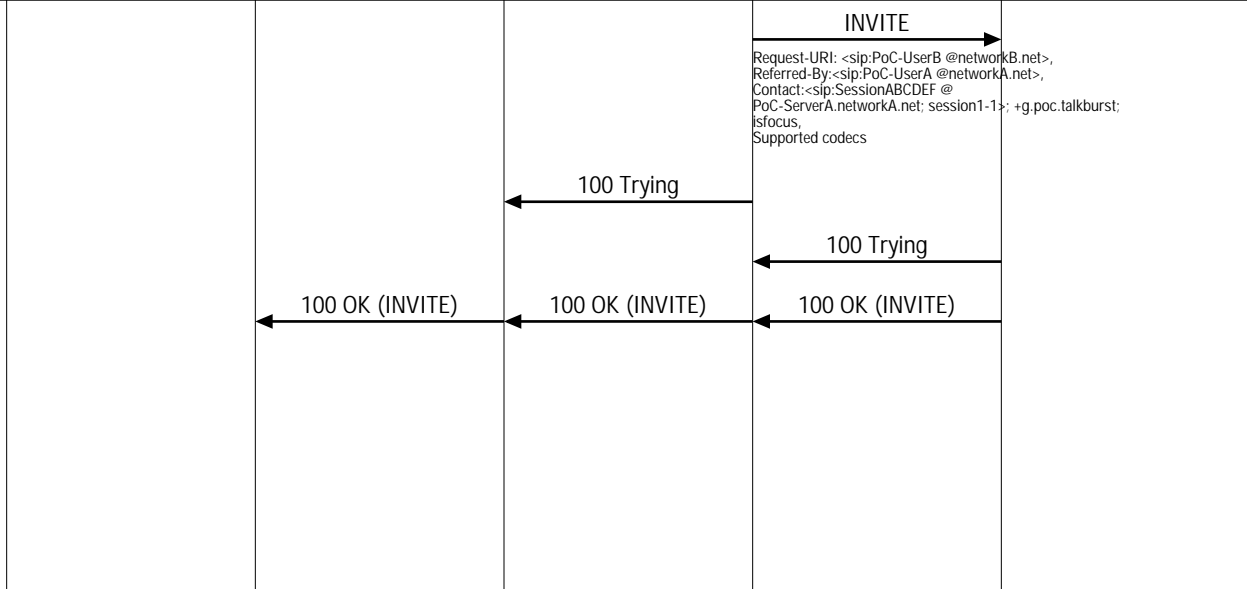 INVITE
Request-URI: <sip:PoC-UserB @networkB.net>,
Referred-By:<sip:PoC-UserA @networkA.net>,
Contact:<sip:SessionABCDEF @
PoC-ServerA.networkA.net; session1-1>; +g.poc.talkburst;
isfocus,
Supported codecs
100 Trying
100 Trying
100 OK (INVITE) 100 OK (INVITE) 100 OK (INVITE)